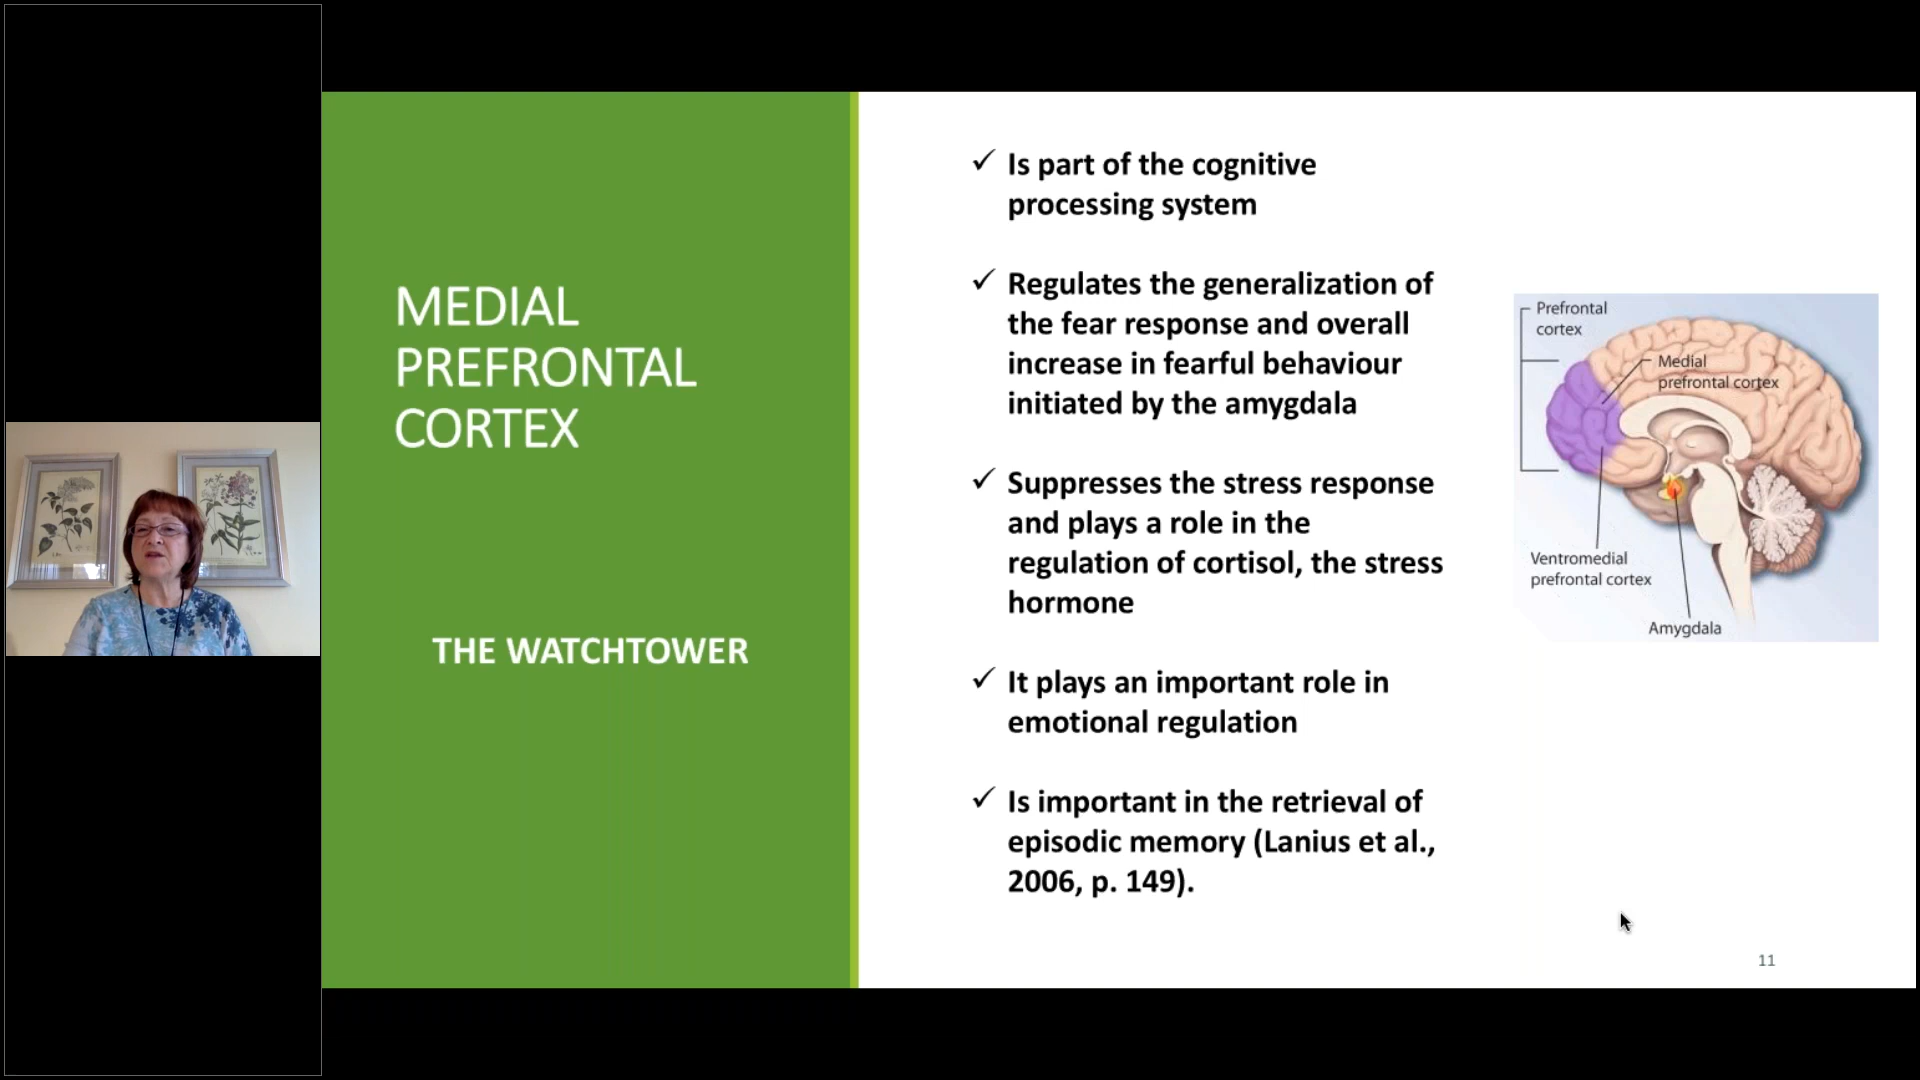 MEDIAL
PREFRONTAL
CORTEX
THE WATCHTOWER
✓ Is part of the cognitive
processing system
✓ Regulates the generalization of
the fear response and overall
increase in fearful behaviour
initiated by the amygdala
✓ Suppresses the stress response
and plays a role in the
regulation of cortisol, the stress
hormone
✓ It plays an important role in
emotional regulation
✓ Is important in the retrieval of
episodic memory (Lanius et al.,
2006, p. 149).
Prefrontal
cortex
Medial
prefrontal cortex
Ventromedial
prefrontal cortex
Amygdala
11